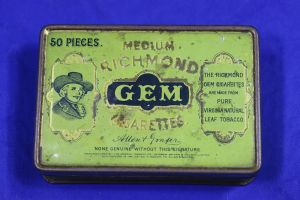 50 PIECES.
MEDIUM
RICHMOND
GEM
CIGARETTES
THE RICHMOND
GEM CIGARETTES
ARE MADE FROM
PURE
VIRGINIA NATURAL
LEAF TOBACCO
Allen & Ginter
NONE GENUINE WITHOUT THIS SIGNATURE